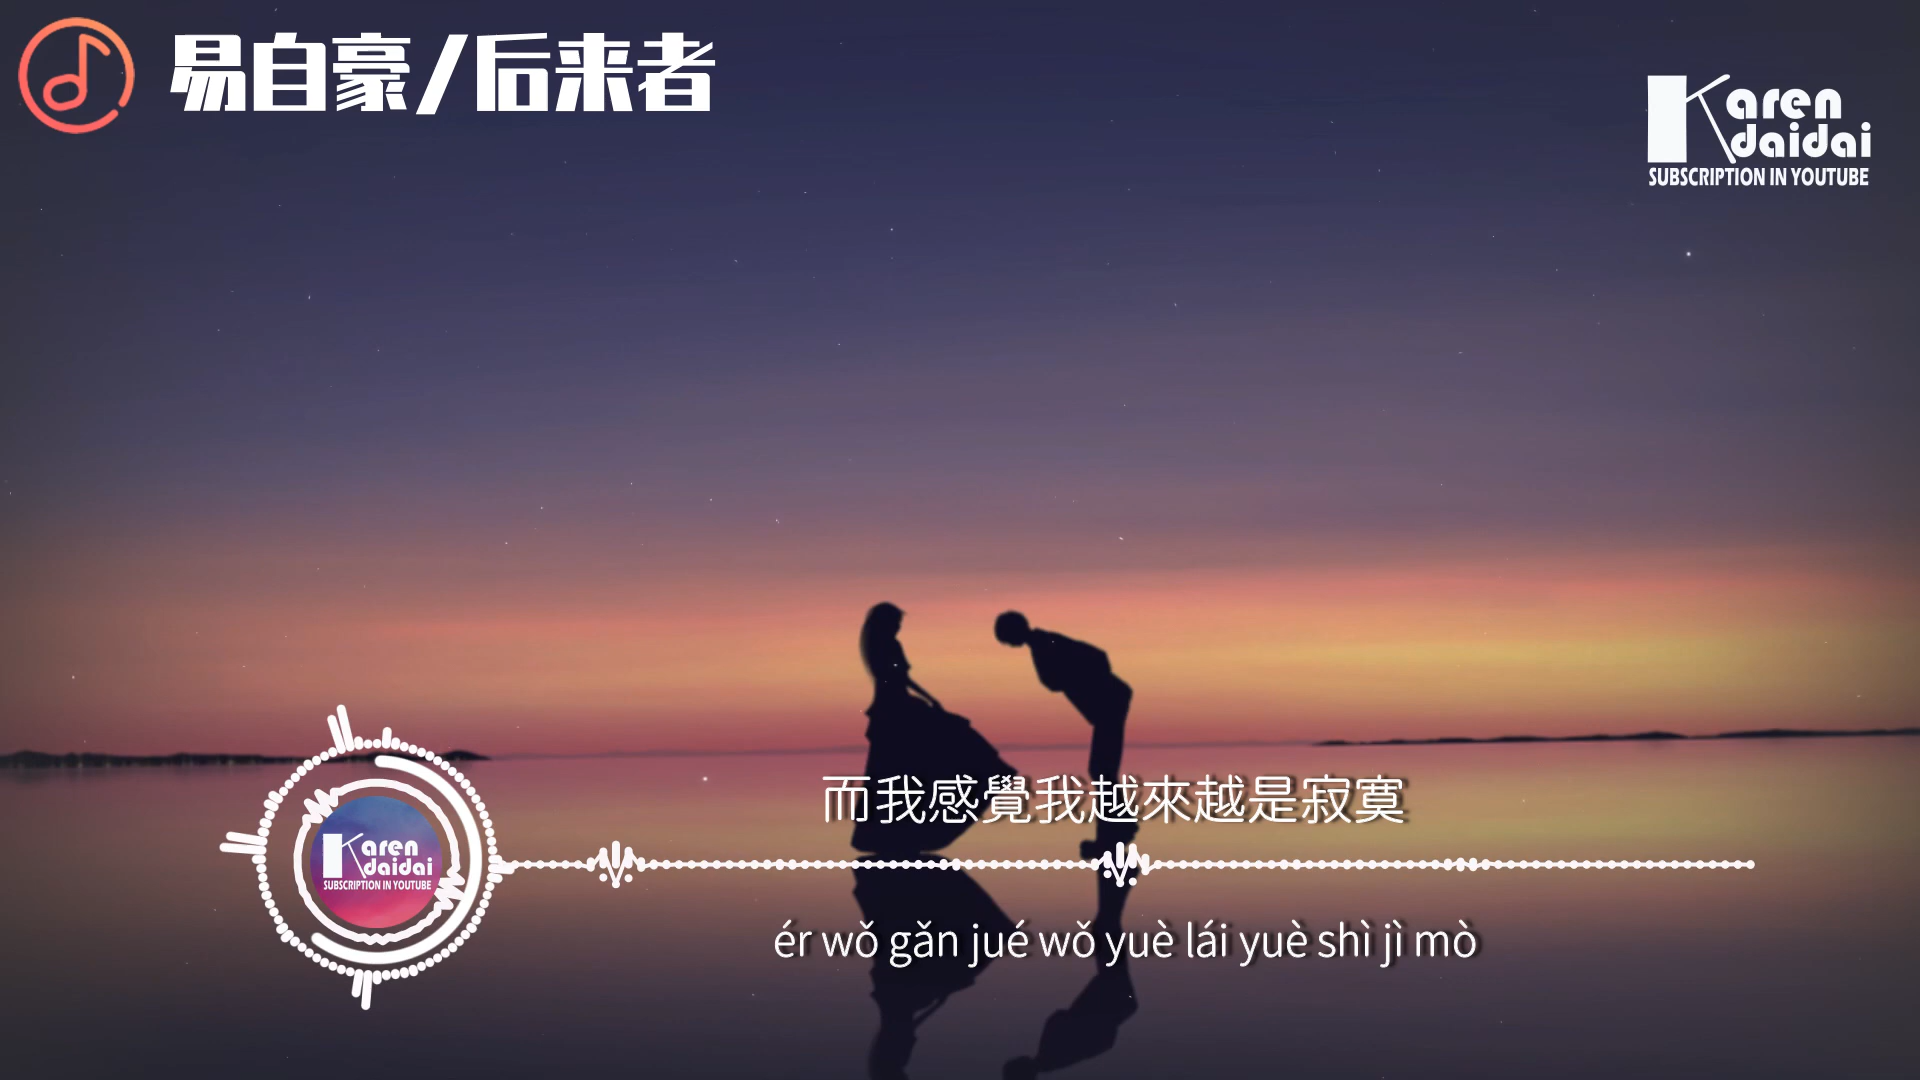 易自豪/后来者
Karen
daidai
SUBSCRIPTION IN YOUTUBE
而我感覺我越來越是寂寞
Karen
daidai
SUBSCRIPTION IN YOUTUBE
ér wǒ gǎn jué wǒ yuè lái yuè shì jì mò